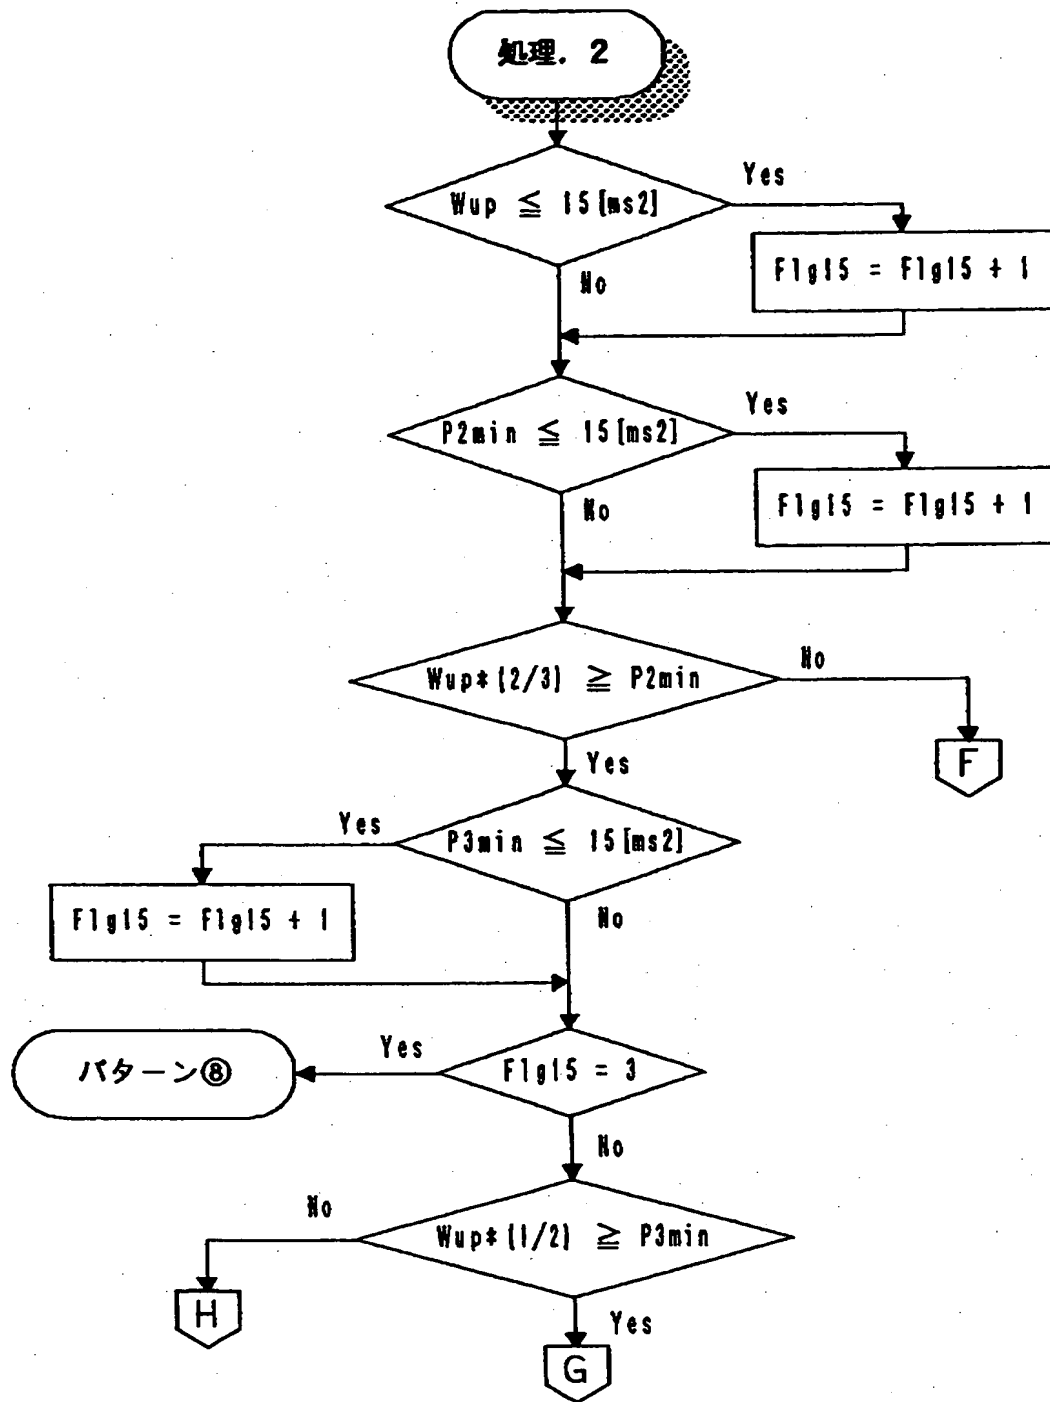 処理. 2
Wup ≦ 15[ms2]
Yes
Flg15 = Flg15 + 1
No
P2min ≦ 15[ms2]
Yes
Flg15 = Flg15 + 1
No
Wup*(2/3) ≧ P2min
No
F
Yes
P3min ≦ 15[ms2]
Yes
Flg15 = Flg15 + 1
No
Flg15 = 3
Yes
パターン⑧
No
Wup*(1/2) ≧ P3min
No
H
Yes
G